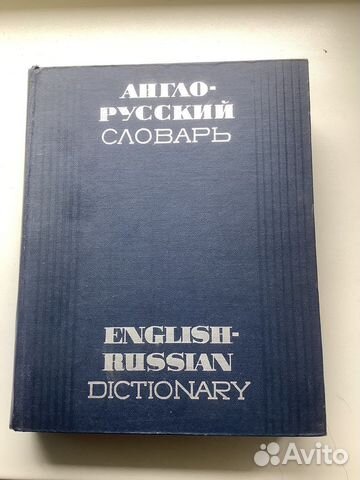 АНГЛО-
РУССКИЙ
СЛОВАРЬ
ENGLISH-
RUSSIAN
DICTIONARY
Avito